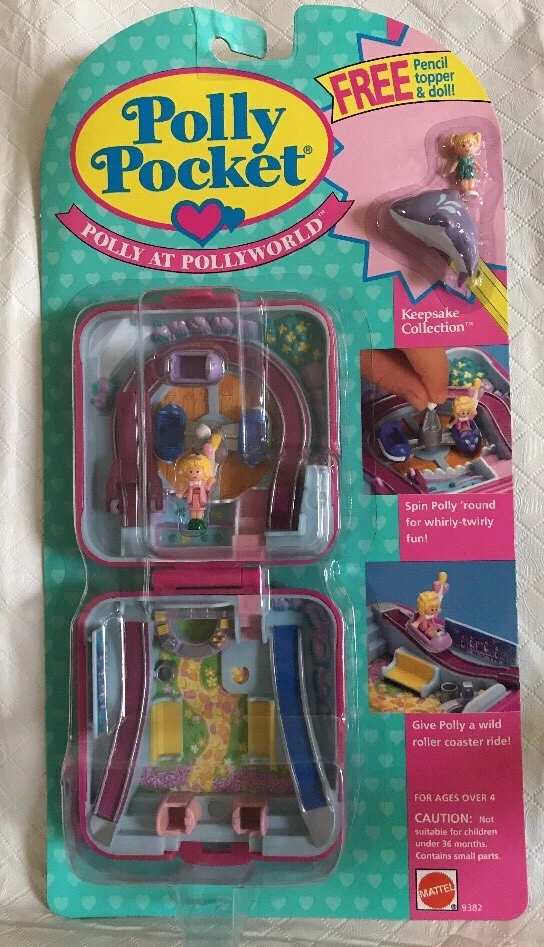 Polly
Pocket®
POLLY AT POLLYWORLD™
FREE Pencil
topper
& doll!
Keepsake
Collection™
Spin Polly 'round
for whirly-twirly
fun!
Give Polly a wild
roller coaster ride!
FOR AGES OVER 4
CAUTION: Not
suitable for children
under 36 months.
Contains small parts.
MATTEL
® 9382